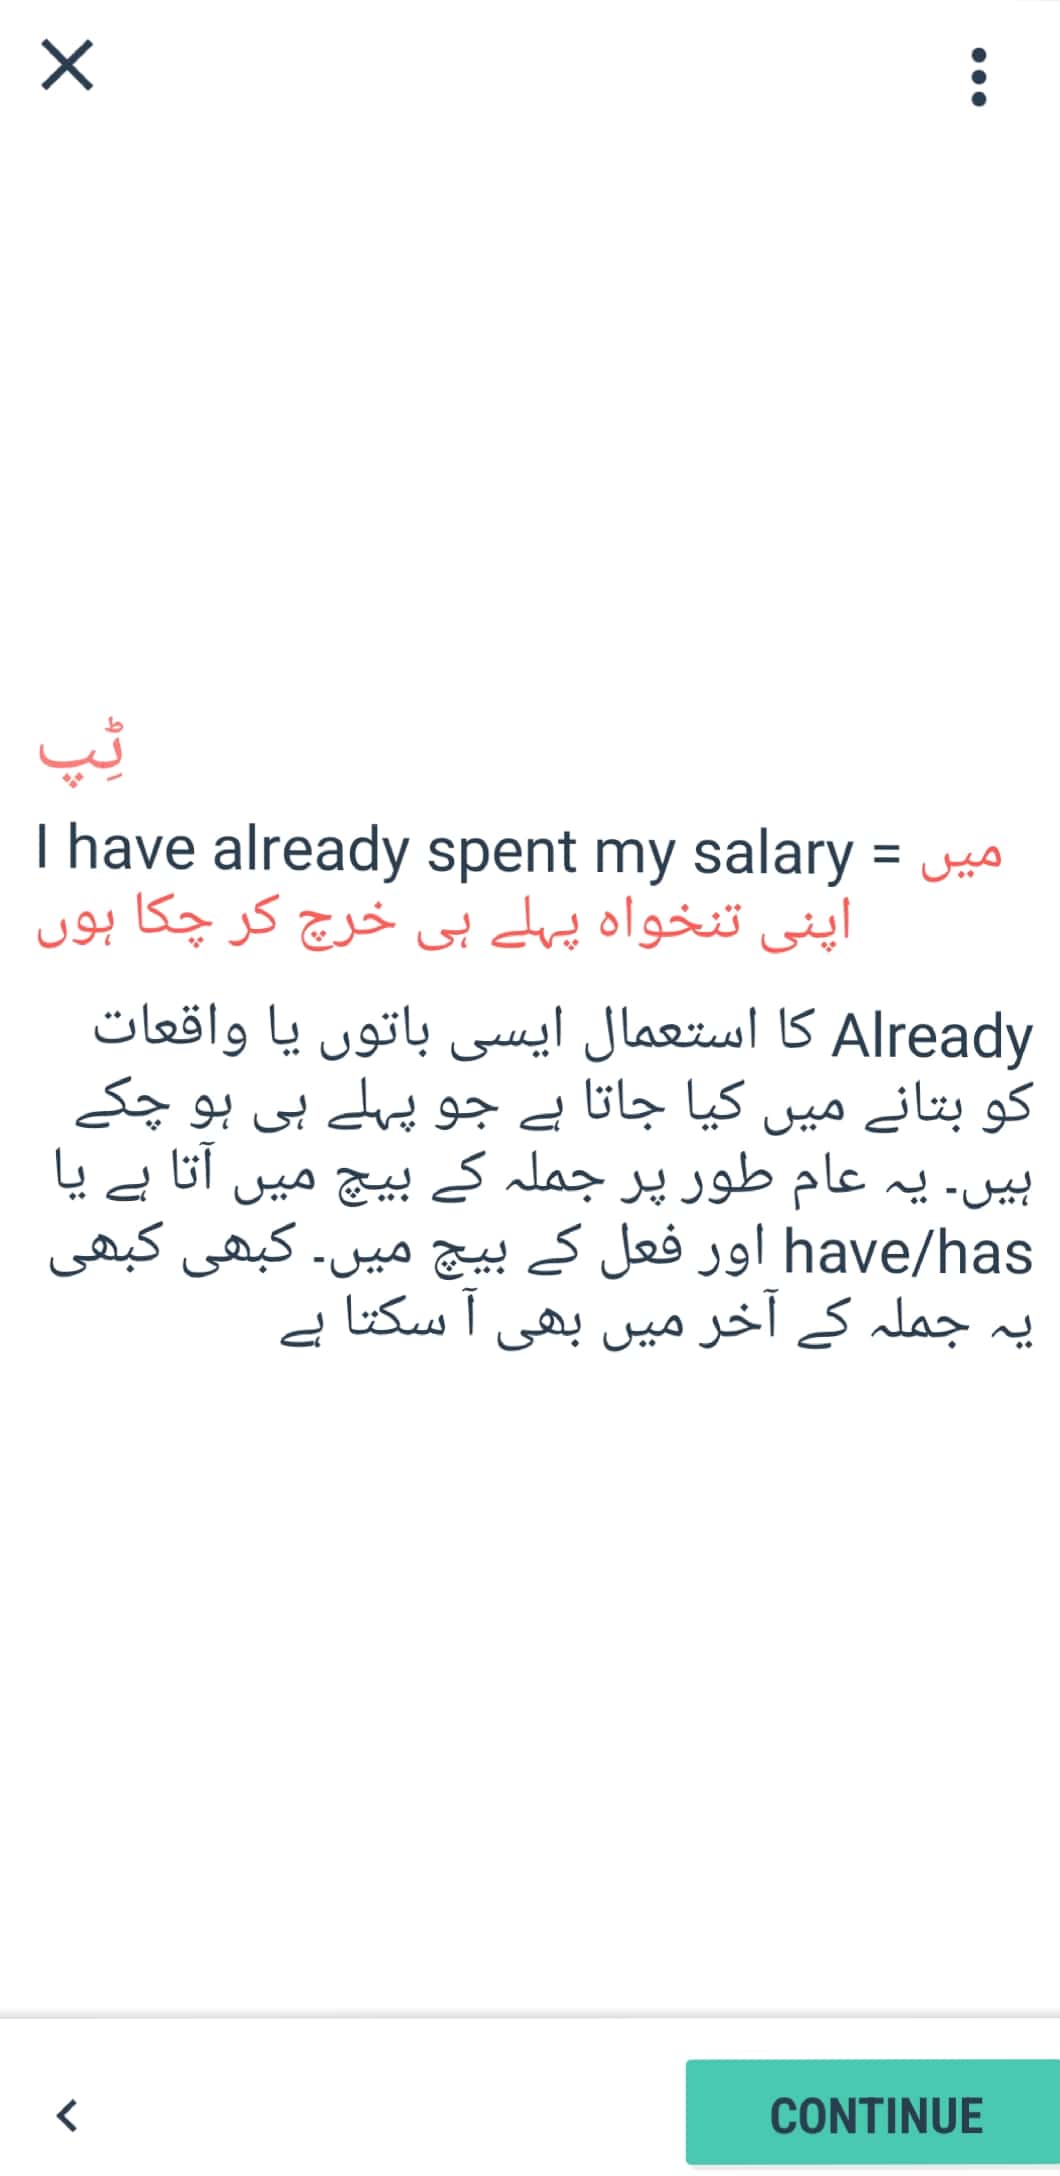 ٹِپ
I have already spent my salary = میں
اپنی تنخواہ پہلے ہی خرچ کر چکا ہوں
Already کا استعمال ایسی باتوں یا واقعات
کو بتانے میں کیا جاتا ہے جو پہلے ہی ہو چکے
ہیں۔ یہ عام طور پر جملہ کے بیچ میں آتا ہے یا
have/has اور فعل کے بیچ میں۔ کبھی کبھی
یہ جملہ کے آخر میں بھی آ سکتا ہے
CONTINUE